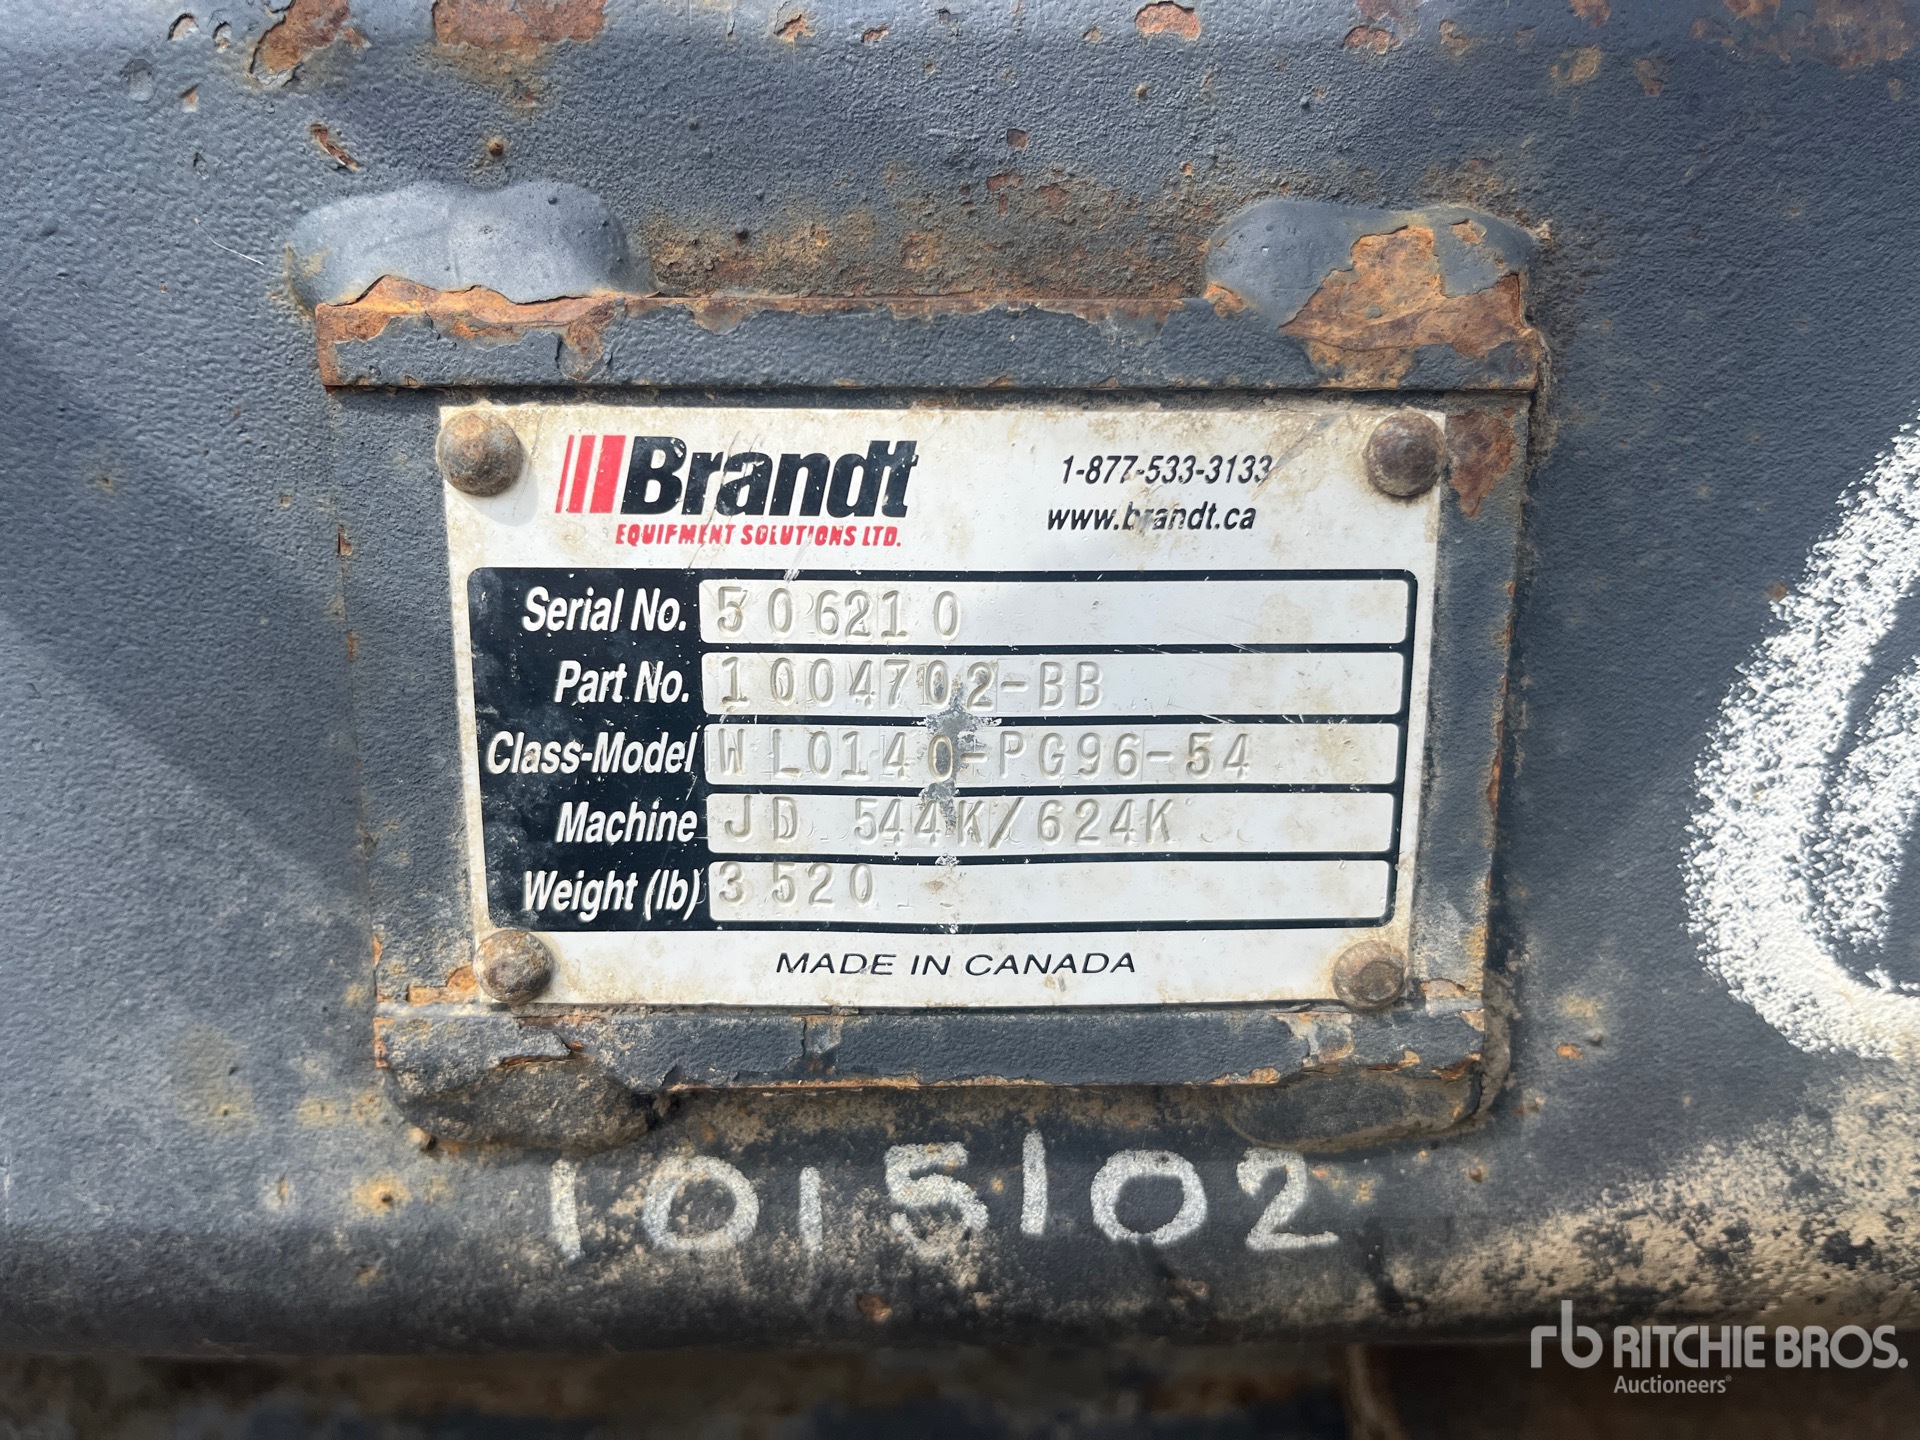 Brandt
EQUIPMENT SOLUTIONS LTD.
1-877-533-3133
www.brandt.ca
Serial No. 506210
Part No. 1004702-BB
Class-Model WL0140-PG96-54
Machine JD 544K/624K
Weight (lb) 3520
MADE IN CANADA
1015102
rb RITCHIE BROS.
Auctioneers